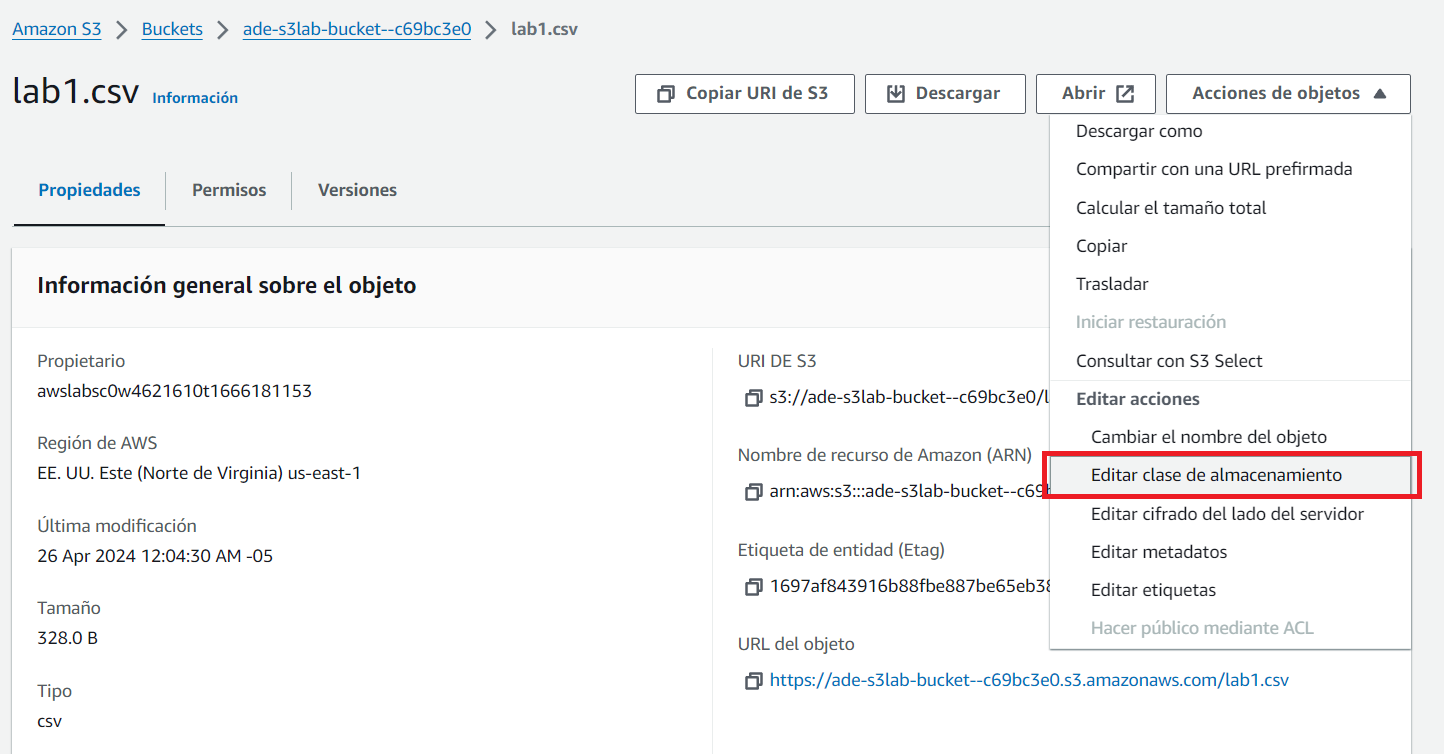 Amazon S3 > Buckets > ade-s3lab-bucket--c69bc3e0 > lab1.csv
lab1.csv Información
Copiar URI de S3 Descargar Abrir Acciones de objetos
Descargar como
Compartir con una URL prefirmada
Calcular el tamaño total
Copiar
Trasladar
Iniciar restauración
Consultar con S3 Select
Editar acciones
Cambiar el nombre del objeto
Editar clase de almacenamiento
Editar cifrado del lado del servidor
Editar metadatos
Editar etiquetas
Hacer público mediante ACL
Propiedades Permisos Versiones
Información general sobre el objeto
Propietario
awslabsc0w4621610t1666181153
Región de AWS
EE. UU. Este (Norte de Virginia) us-east-1
Última modificación
26 Apr 2024 12:04:30 AM -05
Tamaño
328.0 B
Tipo
csv
URI DE S3
s3://ade-s3lab-bucket--c69bc3e0/l
Nombre de recurso de Amazon (ARN)
arn:aws:s3:::ade-s3lab-bucket--c69b
Etiqueta de entidad (Etag)
1697af843916b88fbe887be65eb38
URL del objeto
https://ade-s3lab-bucket--c69bc3e0.s3.amazonaws.com/lab1.csv